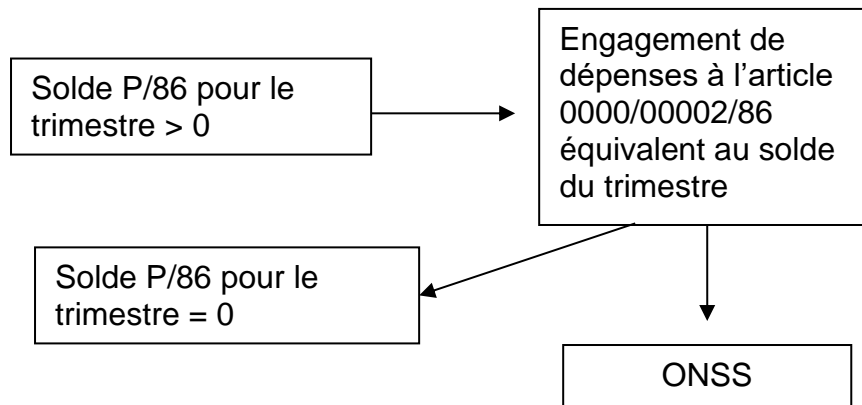 Solde P/86 pour le
trimestre > 0
Engagement de
dépenses à l’article
0000/00002/86
équivalent au solde
du trimestre
Solde P/86 pour le
trimestre = 0
ONSS